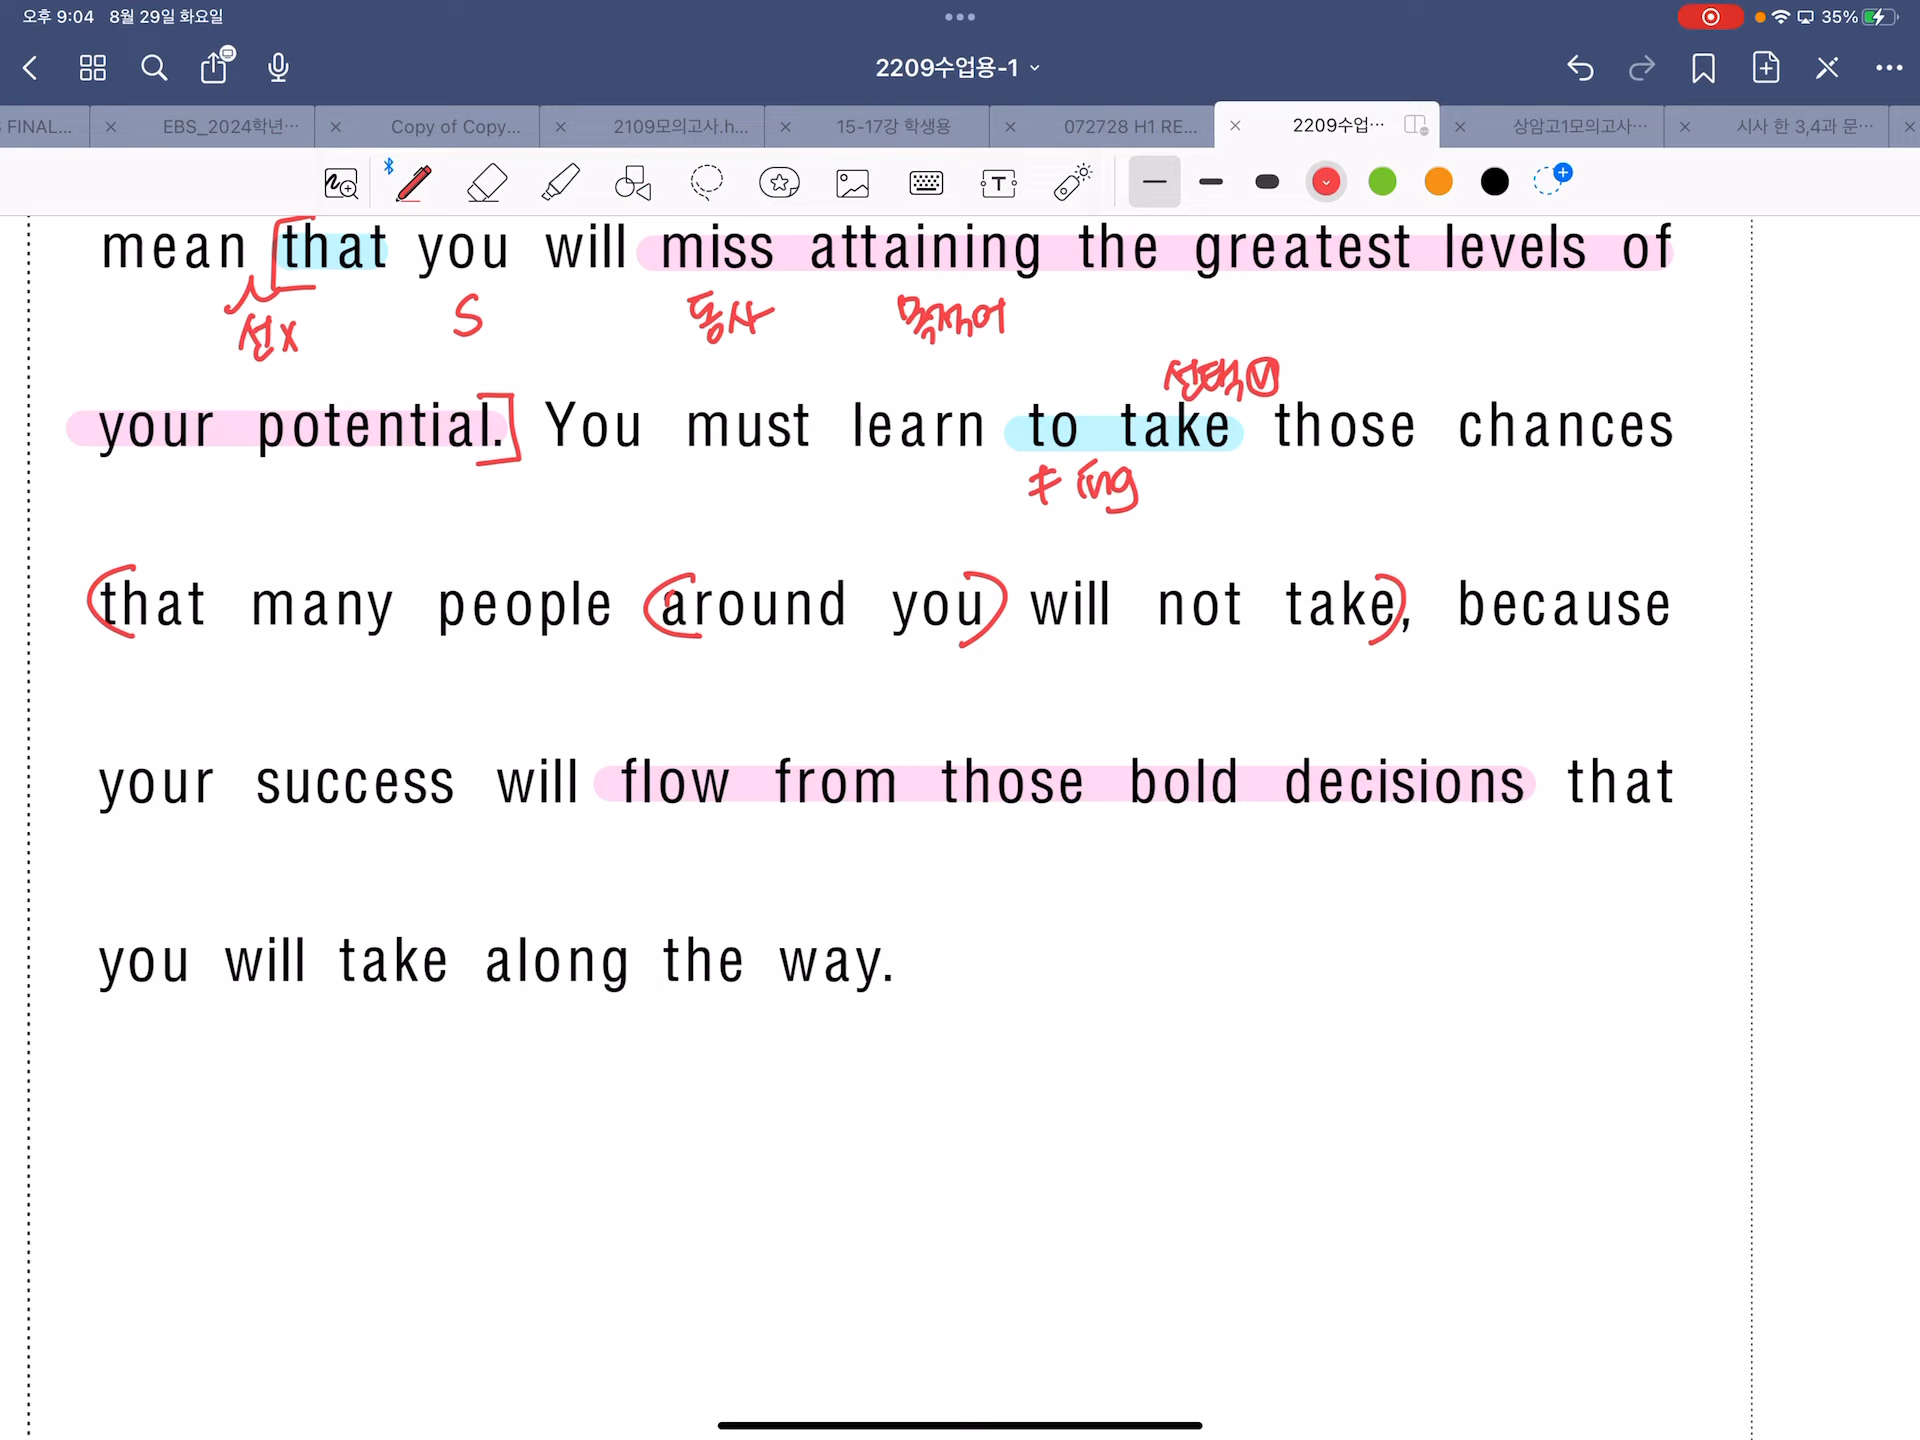 오후 9:04 8월 29일 화요일 35%
2209수업용-1
FINAL... EBS_2024학년… Copy of Copy... 2109모의고사.h... 15-17강 학생용 072728 H1 RE... 2209수업… 상암고1모의고사… 시사 한 3,4과 문…
mean that you will miss attaining the greatest levels of
선x S 동사 목적어
선택 V
your potential. You must learn to take those chances
≠ ing
that many people around you will not take, because
your success will flow from those bold decisions that
you will take along the way.